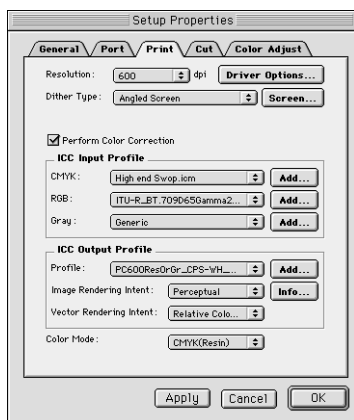 Setup Properties
General Port Print Cut Color Adjust
Resolution: 600 dpi Driver Options...
Dither Type: Angled Screen Screen...
Perform Color Correction
ICC Input Profile
CMYK: High end Swop.icm Add...
RGB: ITU-R_BT.709D65Gamma2... Add...
Gray: Generic Add...
ICC Output Profile
Profile: PC600ResOrGr_CPS-WH_... Add...
Image Rendering Intent: Perceptual Info...
Vector Rendering Intent: Relative Colo...
Color Mode: CMYK(Resin)
Apply Cancel OK